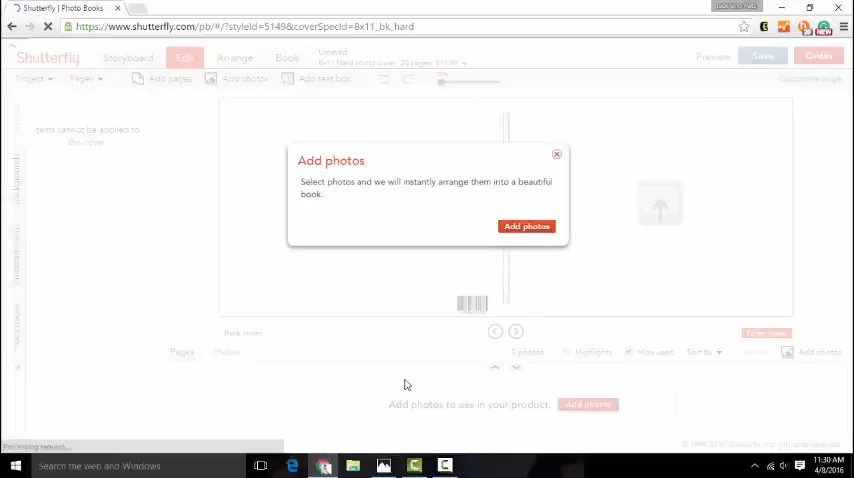 Shutterfly | Photo Books
https://www.shutterfly.com/pb/#/?styleId=5149&coverSpecId=8x11_bk_hard
Shutterfly
Storyboard
Edit
Arrange
Book
Unsaved
8x11 Hard photo cover, 20 pages
Preview
Save
Order
Project
Pages
Add pages
Add photos
Add text box
Customize page
Items cannot be applied to
this cover
Add photos
Select photos and we will instantly arrange them into a beautiful
book.
Add photos
Back cover
Front cover
Pages
Photos
0 photos
Highlights
Hide used
Sort by
Add photos
Add photos to use in your product.
Add photos
Processing request...
Search the web and Windows
NEW
11:30 AM
4/8/2016